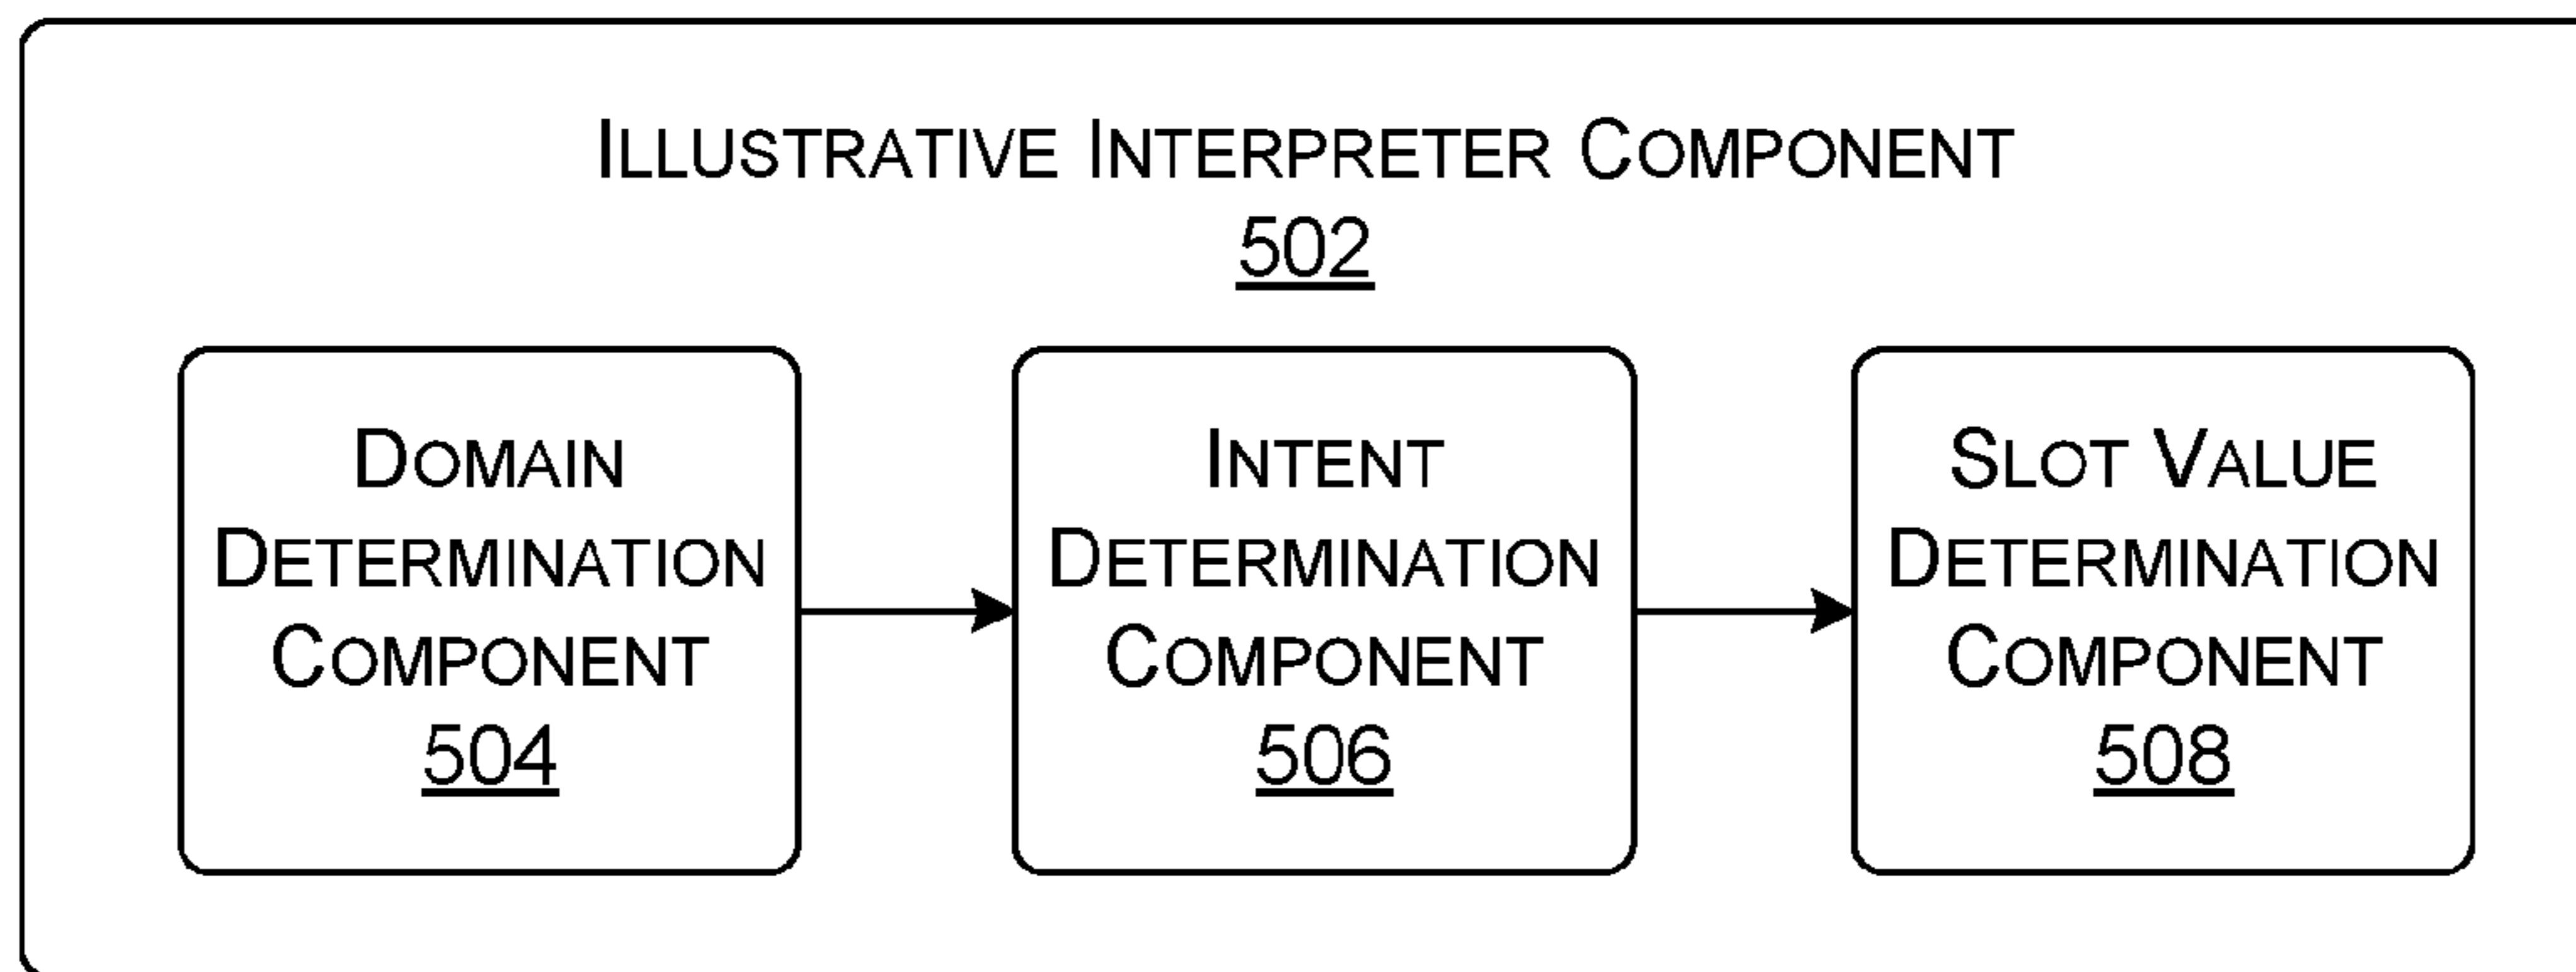 ILLUSTRATIVE INTERPRETER COMPONENT
502
DOMAIN
DETERMINATION
COMPONENT
504
INTENT
DETERMINATION
COMPONENT
506
SLOT VALUE
DETERMINATION
COMPONENT
508